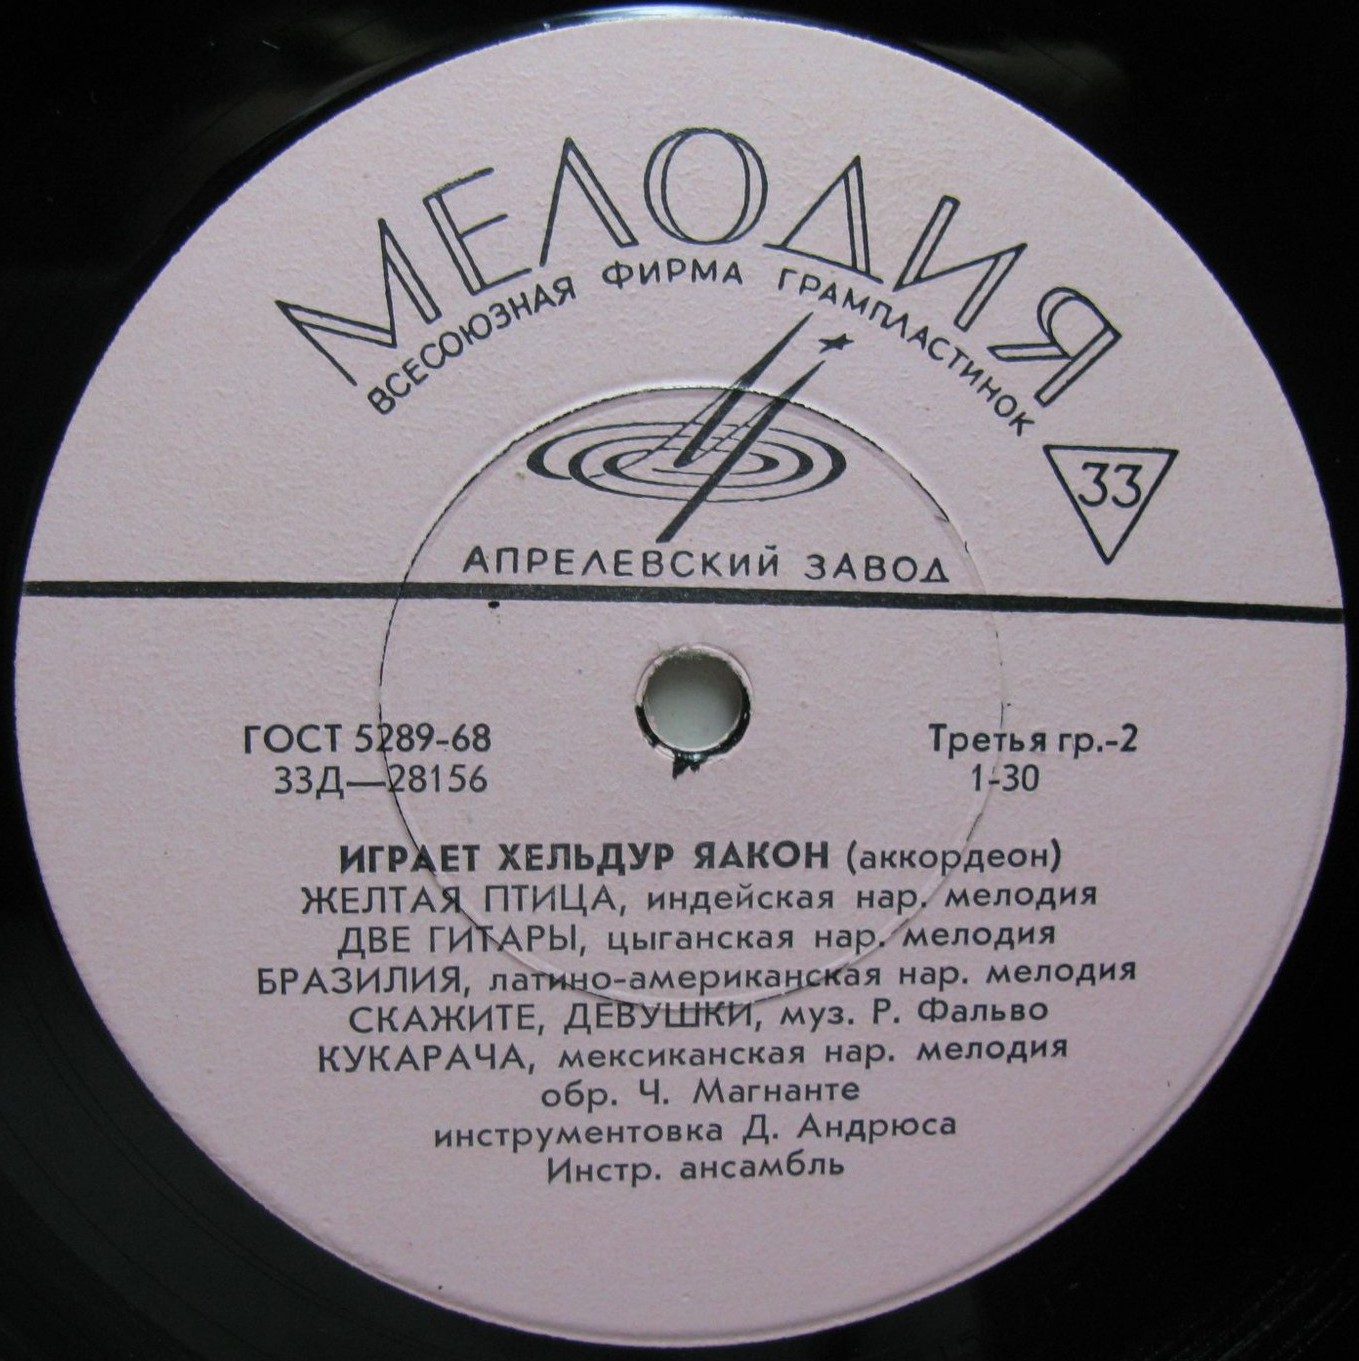 МЕЛОДИЯ
ВСЕСОЮЗНАЯ ФИРМА ГРАМПЛАСТИНОК
33
АПРЕЛЕВСКИЙ ЗАВОД
ГОСТ 5289-68
33Д—28156
Третья гр.-2
1-30
ИГРАЕТ ХЕЛЬДУР ЯАКОН (аккордеон)
ЖЕЛТАЯ ПТИЦА, индейская нар. мелодия
ДВЕ ГИТАРЫ, цыганская нар. мелодия
БРАЗИЛИЯ, латино-американская нар. мелодия
СКАЖИТЕ, ДЕВУШКИ, муз. Р. Фальво
КУКАРАЧА, мексиканская нар. мелодия
обр. Ч. Магнанте
инструментовка Д. Андрюса
Инстр. ансамбль